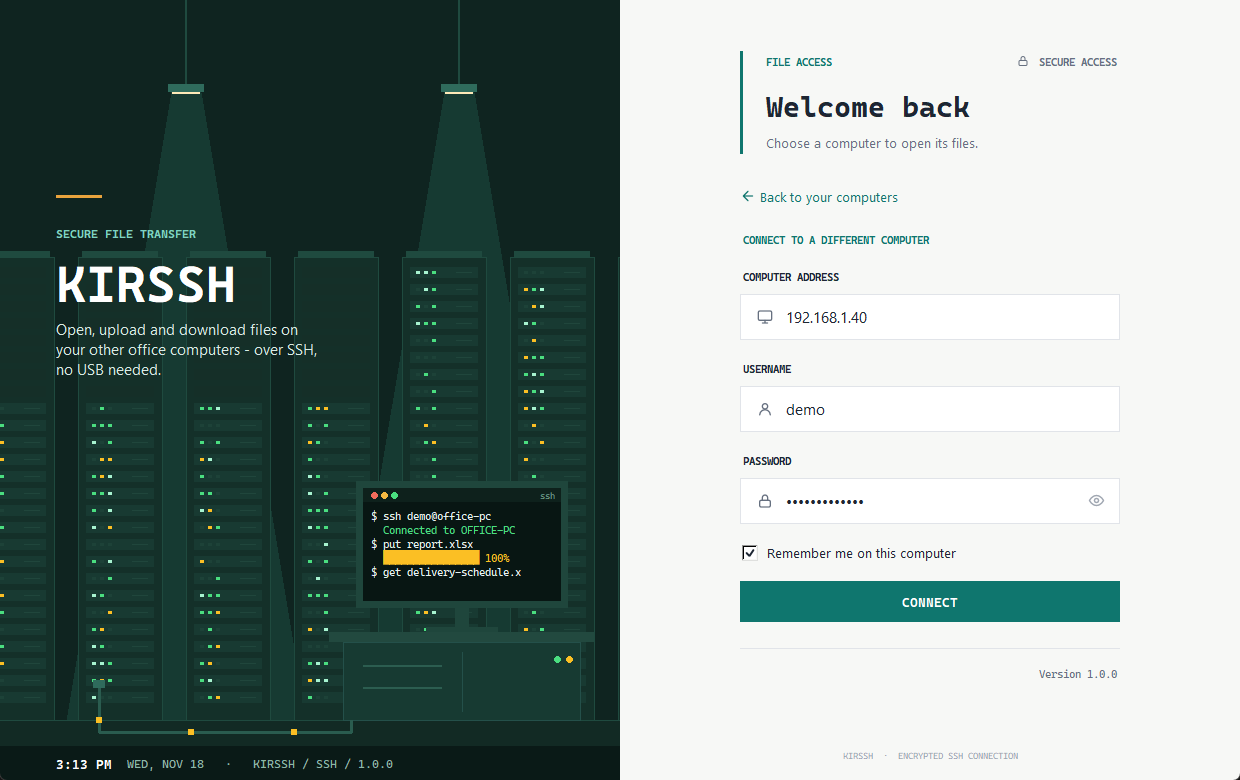 SECURE FILE TRANSFER
KIRSSH
Open, upload and download files on
your other office computers - over SSH,
no USB needed.
ssh
$ ssh demo@office-pc
Connected to OFFICE-PC
$ put report.xlsx
100%
$ get delivery-schedule.x
3:13 PM WED, NOV 18 · KIRSSH / SSH / 1.0.0
FILE ACCESS
SECURE ACCESS
Welcome back
Choose a computer to open its files.
← Back to your computers
CONNECT TO A DIFFERENT COMPUTER
COMPUTER ADDRESS
192.168.1.40
USERNAME
demo
PASSWORD
•••••••••••••
Remember me on this computer
CONNECT
Version 1.0.0
KIRSSH · ENCRYPTED SSH CONNECTION